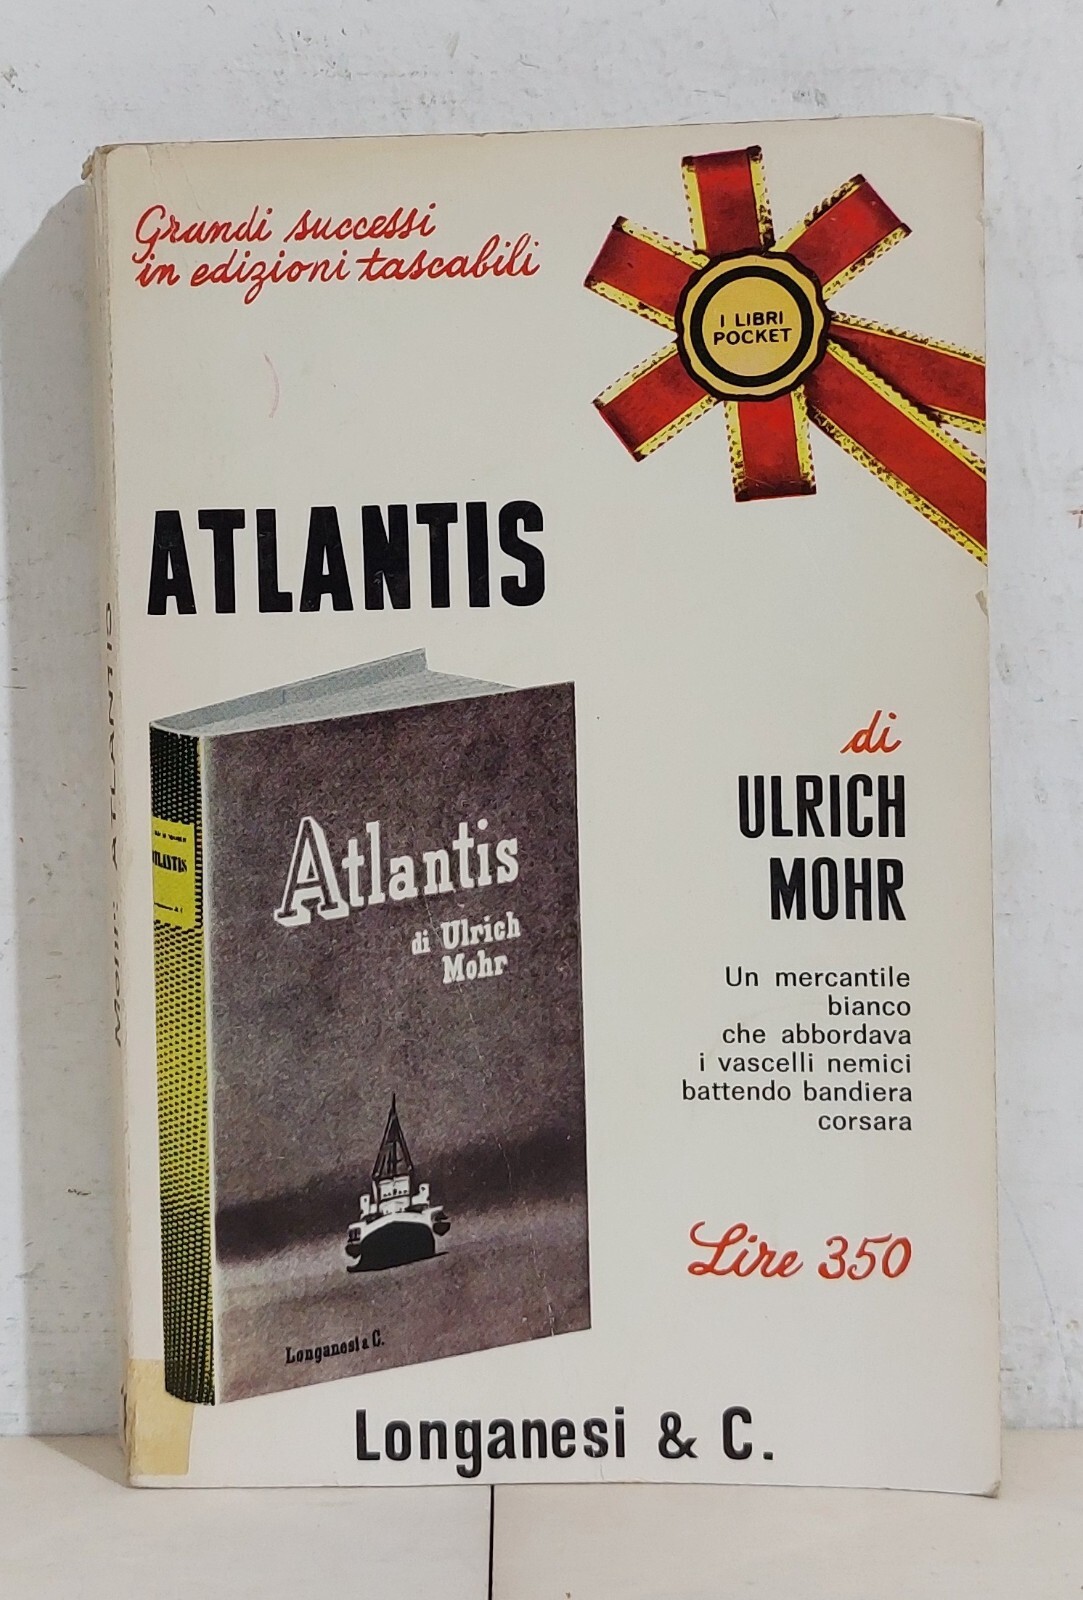 Grandi successi
in edizioni tascabili
I LIBRI
POCKET
ATLANTIS
MOHR: ATLANTIS
ATLANTIS
Atlantis
di Ulrich
Mohr
Longanesi & C.
di
ULRICH
MOHR
Un mercantile
bianco
che abbordava
i vascelli nemici
battendo bandiera
corsara
Lire 350
Longanesi & C.